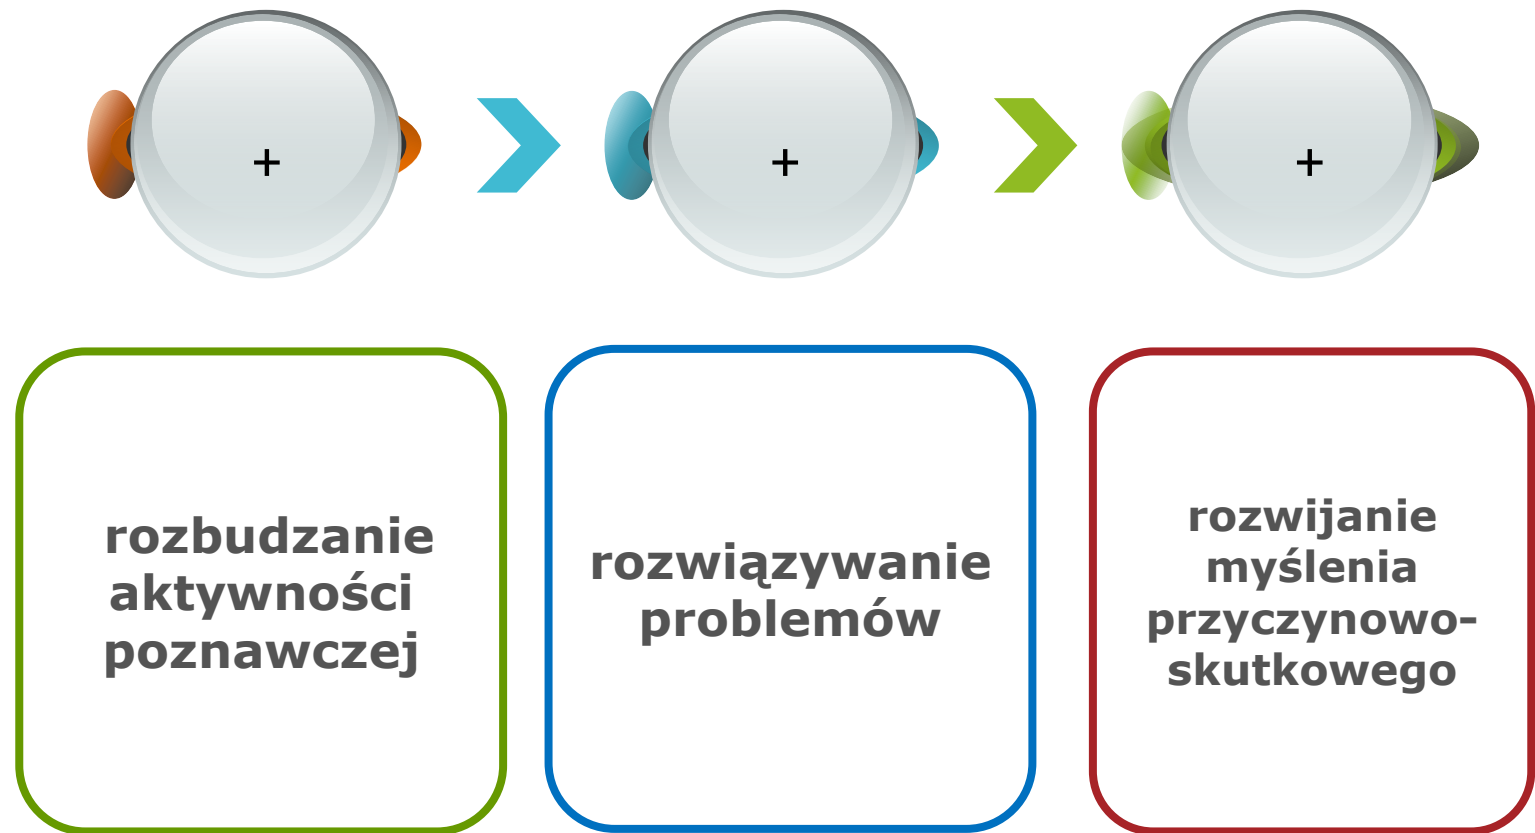 +
+
+
rozbudzanie
aktywności
poznawczej
rozwiązywanie
problemów
rozwijanie
myślenia
przyczynowo-
skutkowego